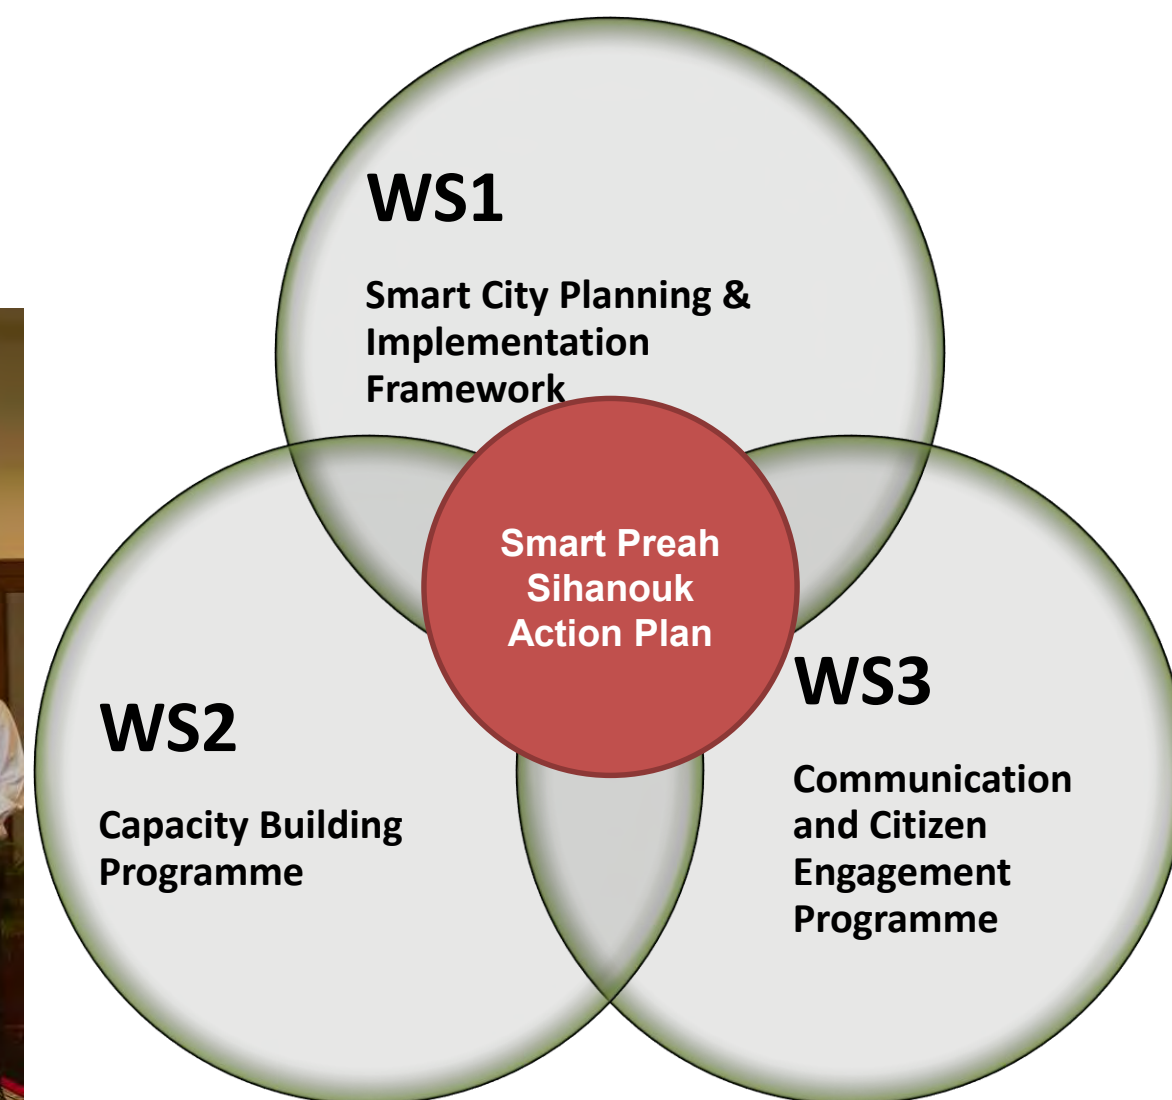 WS1
Smart City Planning &
Implementation
Framework
Smart Preah
Sihanouk
Action Plan
WS2
Capacity Building
Programme
WS3
Communication
and Citizen
Engagement
Programme